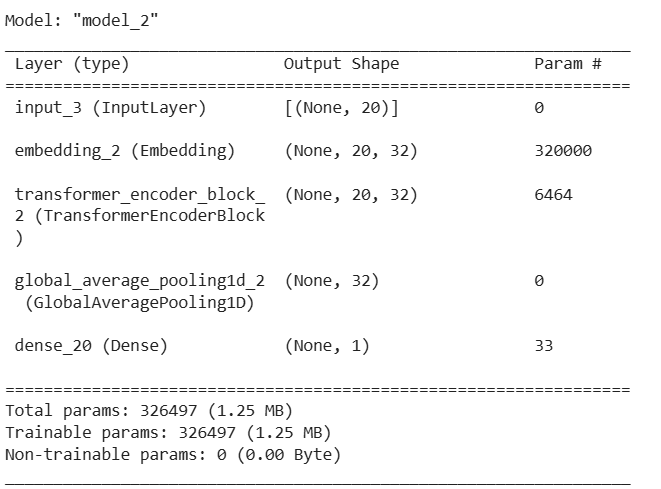 Model: "model_2"
_________________________________________________________________
Layer (type) Output Shape Param #
=================================================================
input_3 (InputLayer) [(None, 20)] 0
embedding_2 (Embedding) (None, 20, 32) 320000
transformer_encoder_block_ (None, 20, 32) 6464
2 (TransformerEncoderBlock
)
global_average_pooling1d_2 (None, 32) 0
(GlobalAveragePooling1D)
dense_20 (Dense) (None, 1) 33
=================================================================
Total params: 326497 (1.25 MB)
Trainable params: 326497 (1.25 MB)
Non-trainable params: 0 (0.00 Byte)
_________________________________________________________________